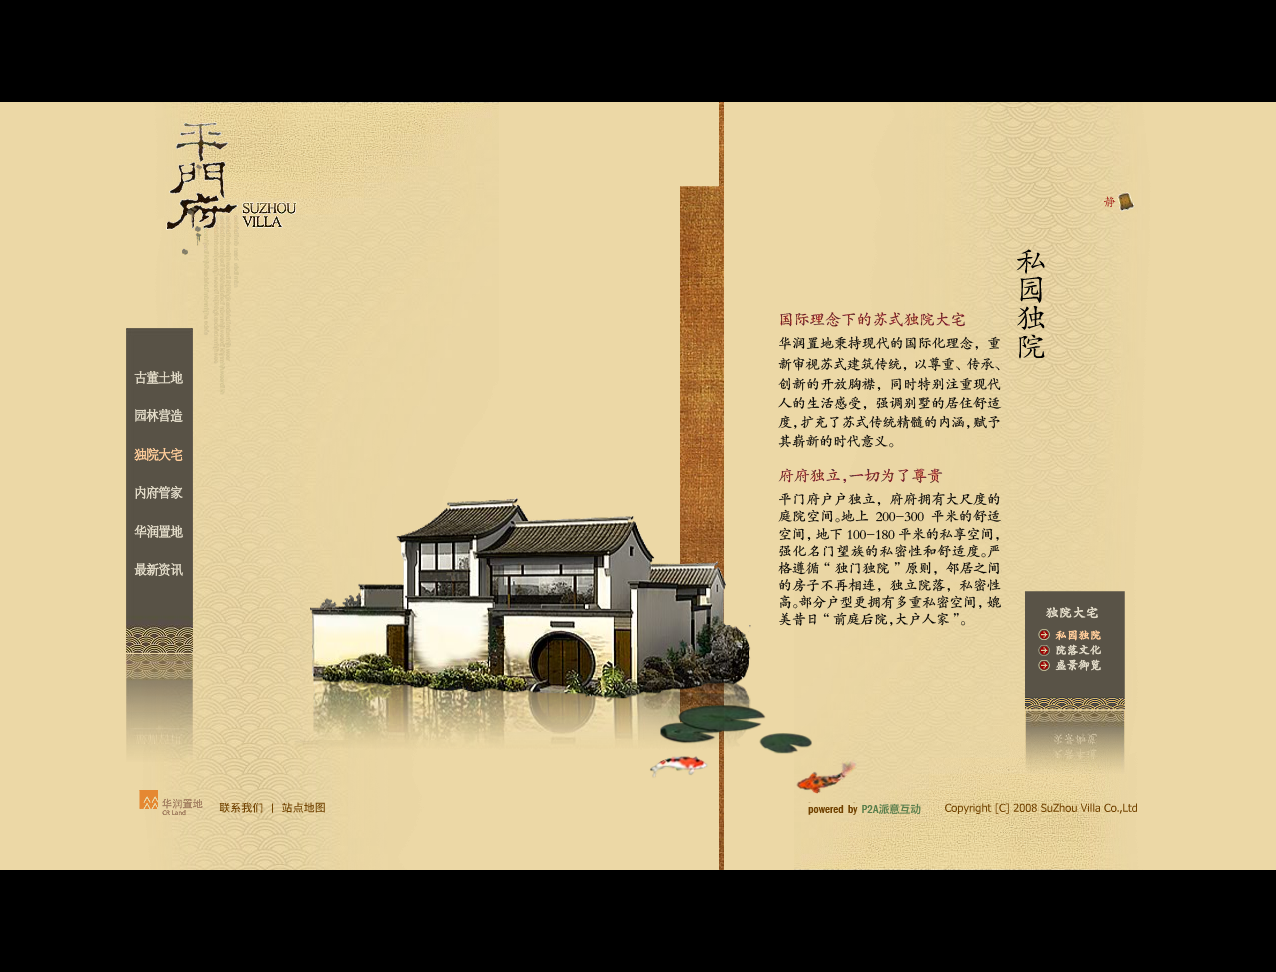 平門府
SUZHOU
VILLA
古董土地
园林营造
独院大宅
内府管家
华润置地
最新资讯
静
私园独院
国际理念下的苏式独院大宅
华润置地秉持现代的国际化理念，重
新审视苏式建筑传统，以尊重、传承、
创新的开放胸襟，同时特别注重现代
人的生活感受，强调别墅的居住舒适
度，扩充了苏式传统精髓的内涵，赋予
其崭新的时代意义。
府府独立，一切为了尊贵
平门府户户独立，府府拥有大尺度的
庭院空间。地上 200-300 平米的舒适
空间，地下 100-180 平米的私享空间，
强化名门望族的私密性和舒适度。严
格遵循“独门独院”原则，邻居之间
的房子不再相连，独立院落，私密性
高。部分户型更拥有多重私密空间，媲
美昔日“前庭后院，大户人家”。
独院大宅
私园独院
院落文化
盛景御览
华润置地
CR Land
联系我们 | 站点地图
powered by P2A派意互动
Copyright [C] 2008 SuZhou Villa Co.,Ltd